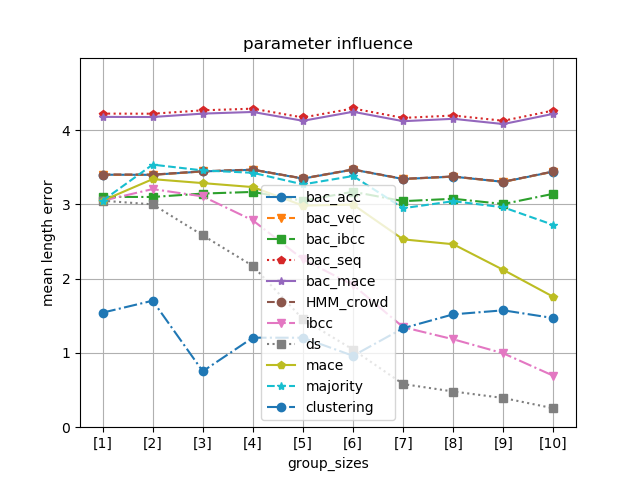 parameter influence
mean length error
4
3
2
1
0
bac_acc
bac_vec
bac_ibcc
bac_seq
bac_mace
HMM_crowd
ibcc
ds
mace
majority
clustering
[1] [2] [3] [4] [5] [6] [7] [8] [9] [10]
group_sizes